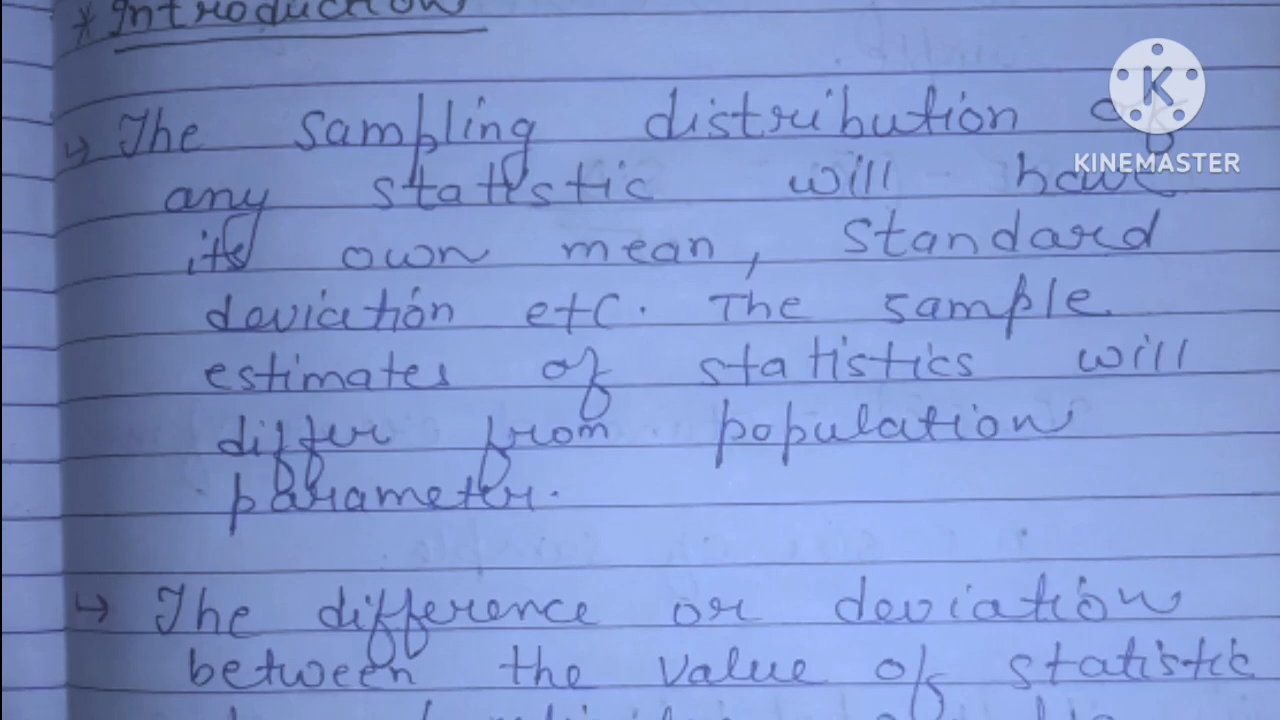 * Introduction
↳ The sampling distribution of
any statistic will have
its own mean, standard
deviation etc. The sample
estimates of statistics will
differ from population
parameter.
↳ The difference or deviation
between the value of statistic
K
KINEMASTER